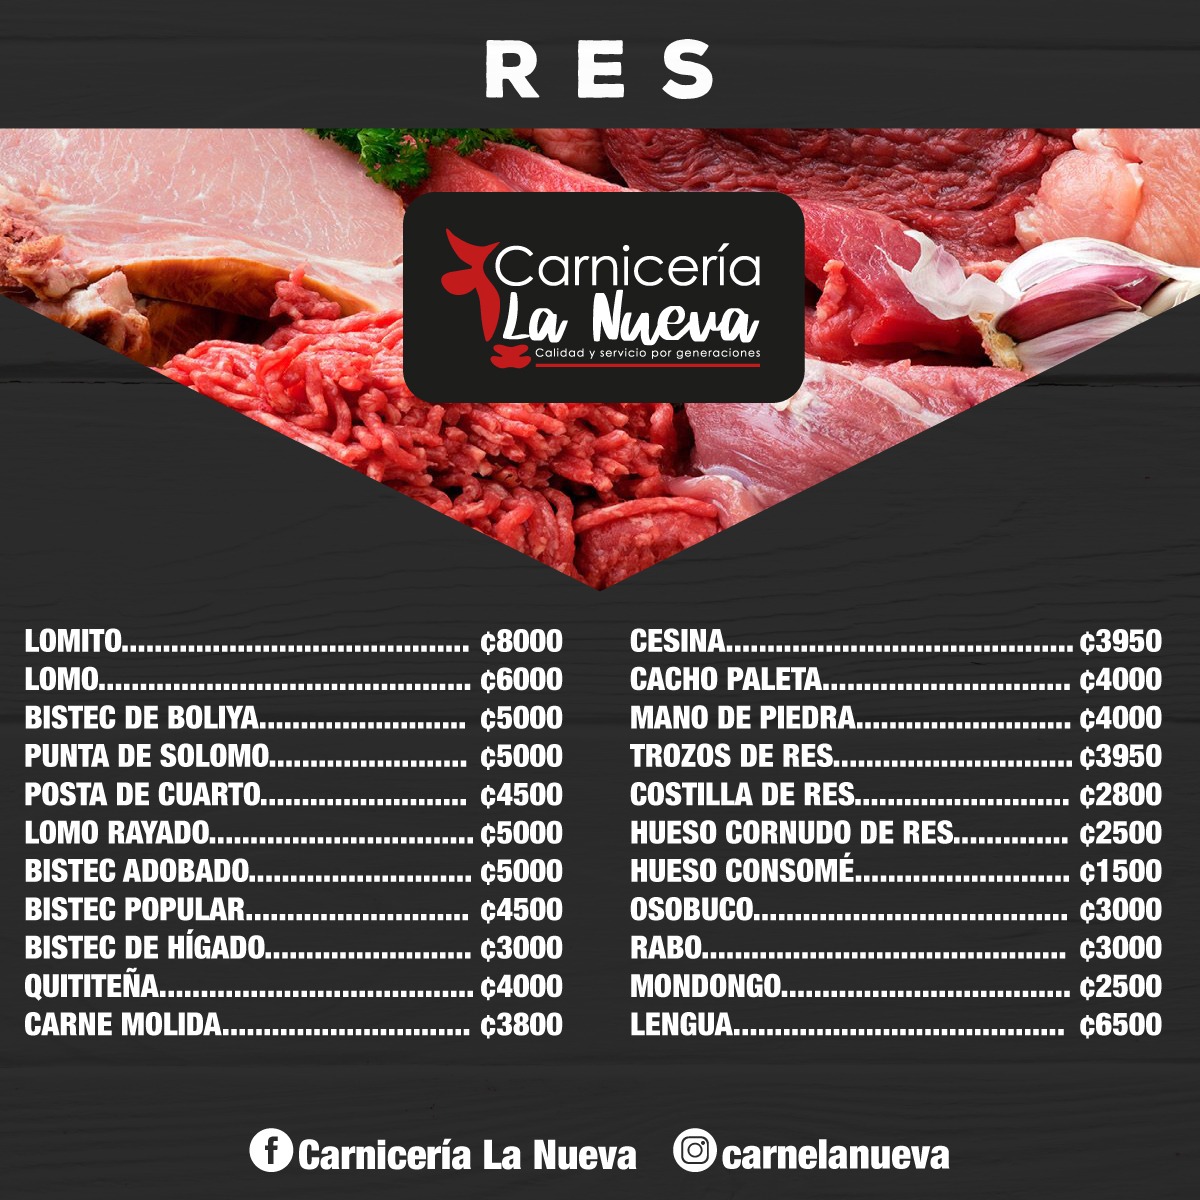 RES
Carnicería
La Nueva
Calidad y servicio por generaciones
LOMITO.......................................... ¢8000
LOMO............................................. ¢6000
BISTEC DE BOLIYA......................... ¢5000
PUNTA DE SOLOMO........................ ¢5000
POSTA DE CUARTO......................... ¢4500
LOMO RAYADO................................ ¢5000
BISTEC ADOBADO........................... ¢5000
BISTEC POPULAR........................... ¢4500
BISTEC DE HÍGADO......................... ¢3000
QUITITEÑA...................................... ¢4000
CARNE MOLIDA.............................. ¢3800
CESINA.......................................... ¢3950
CACHO PALETA.............................. ¢4000
MANO DE PIEDRA.......................... ¢4000
TROZOS DE RES............................. ¢3950
COSTILLA DE RES.......................... ¢2800
HUESO CORNUDO DE RES.............. ¢2500
HUESO CONSOMÉ.......................... ¢1500
OSOBUCO...................................... ¢3000
RABO............................................ ¢3000
MONDONGO................................... ¢2500
LENGUA........................................ ¢6500
Carnicería La Nueva carnelanueva